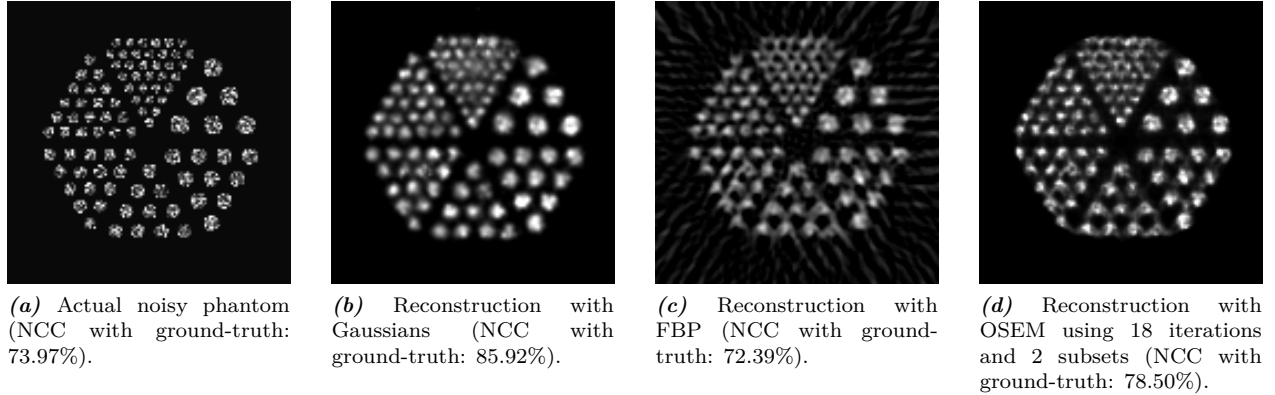 (a) Actual noisy phantom
(NCC with ground-truth:
73.97%).
(b) Reconstruction with
Gaussians (NCC with
ground-truth: 85.92%).
(c) Reconstruction with
FBP (NCC with ground-
truth: 72.39%).
(d) Reconstruction with
OSEM using 18 iterations
and 2 subsets (NCC with
ground-truth: 78.50%).